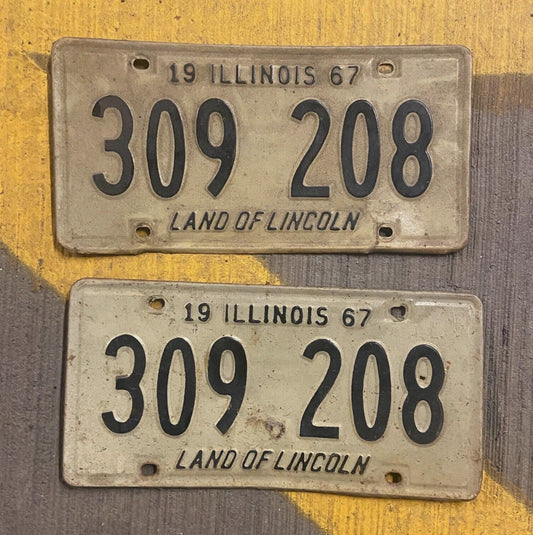 19 ILLINOIS 67
309 208
LAND OF LINCOLN
19 ILLINOIS 67
309 208
LAND OF LINCOLN